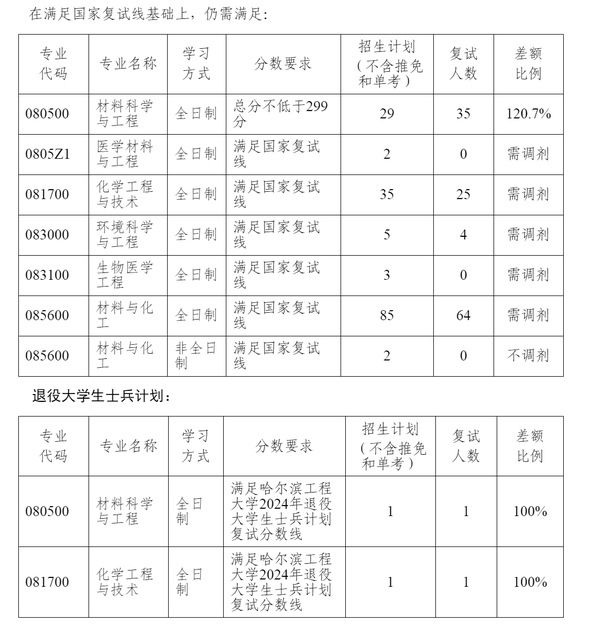 在满足国家复试线基础上，仍需满足：
专业
代码
专业名称
学习
方式
分数要求
招生计划
（不含推免
和单考）
复试
人数
差额
比例
080500
材料科学
与工程
全日制
总分不低于299
分
29
35
120.7%
0805Z1
医学材料
与工程
全日制
满足国家复试
线
2
0
需调剂
081700
化学工程
与技术
全日制
满足国家复试
线
35
25
需调剂
083000
环境科学
与工程
全日制
满足国家复试
线
5
4
需调剂
083100
生物医学
工程
全日制
满足国家复试
线
3
0
需调剂
085600
材料与化
工
全日制
满足国家复试
线
85
64
需调剂
085600
材料与化
工
非全日
制
满足国家复试
线
2
0
不调剂
退役大学生士兵计划：
专业
代码
专业名称
学习
方式
分数要求
招生计划
（不含推免
和单考）
复试
人数
差额
比例
080500
材料科学
与工程
全日
制
满足哈尔滨工程
大学2024年退役
大学生士兵计划
复试分数线
1
1
100%
081700
化学工程
与技术
全日
制
满足哈尔滨工程
大学2024年退役
大学生士兵计划
复试分数线
1
1
100%